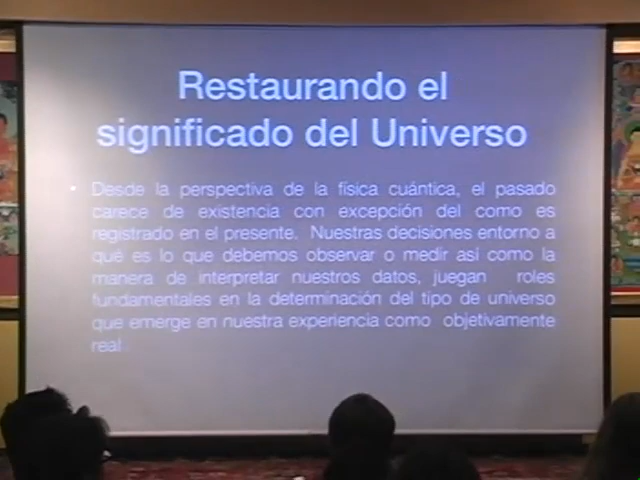 Restaurando el
significado del Universo
• Desde la perspectiva de la física cuántica, el pasado
carece de existencia con excepción del como es
registrado en el presente. Nuestras decisiones entorno a
qué es lo que debemos observar o medir así como la
manera de interpretar nuestros datos, juegan roles
fundamentales en la determinación del tipo de universo
que emerge en nuestra experiencia como objetivamente
real.